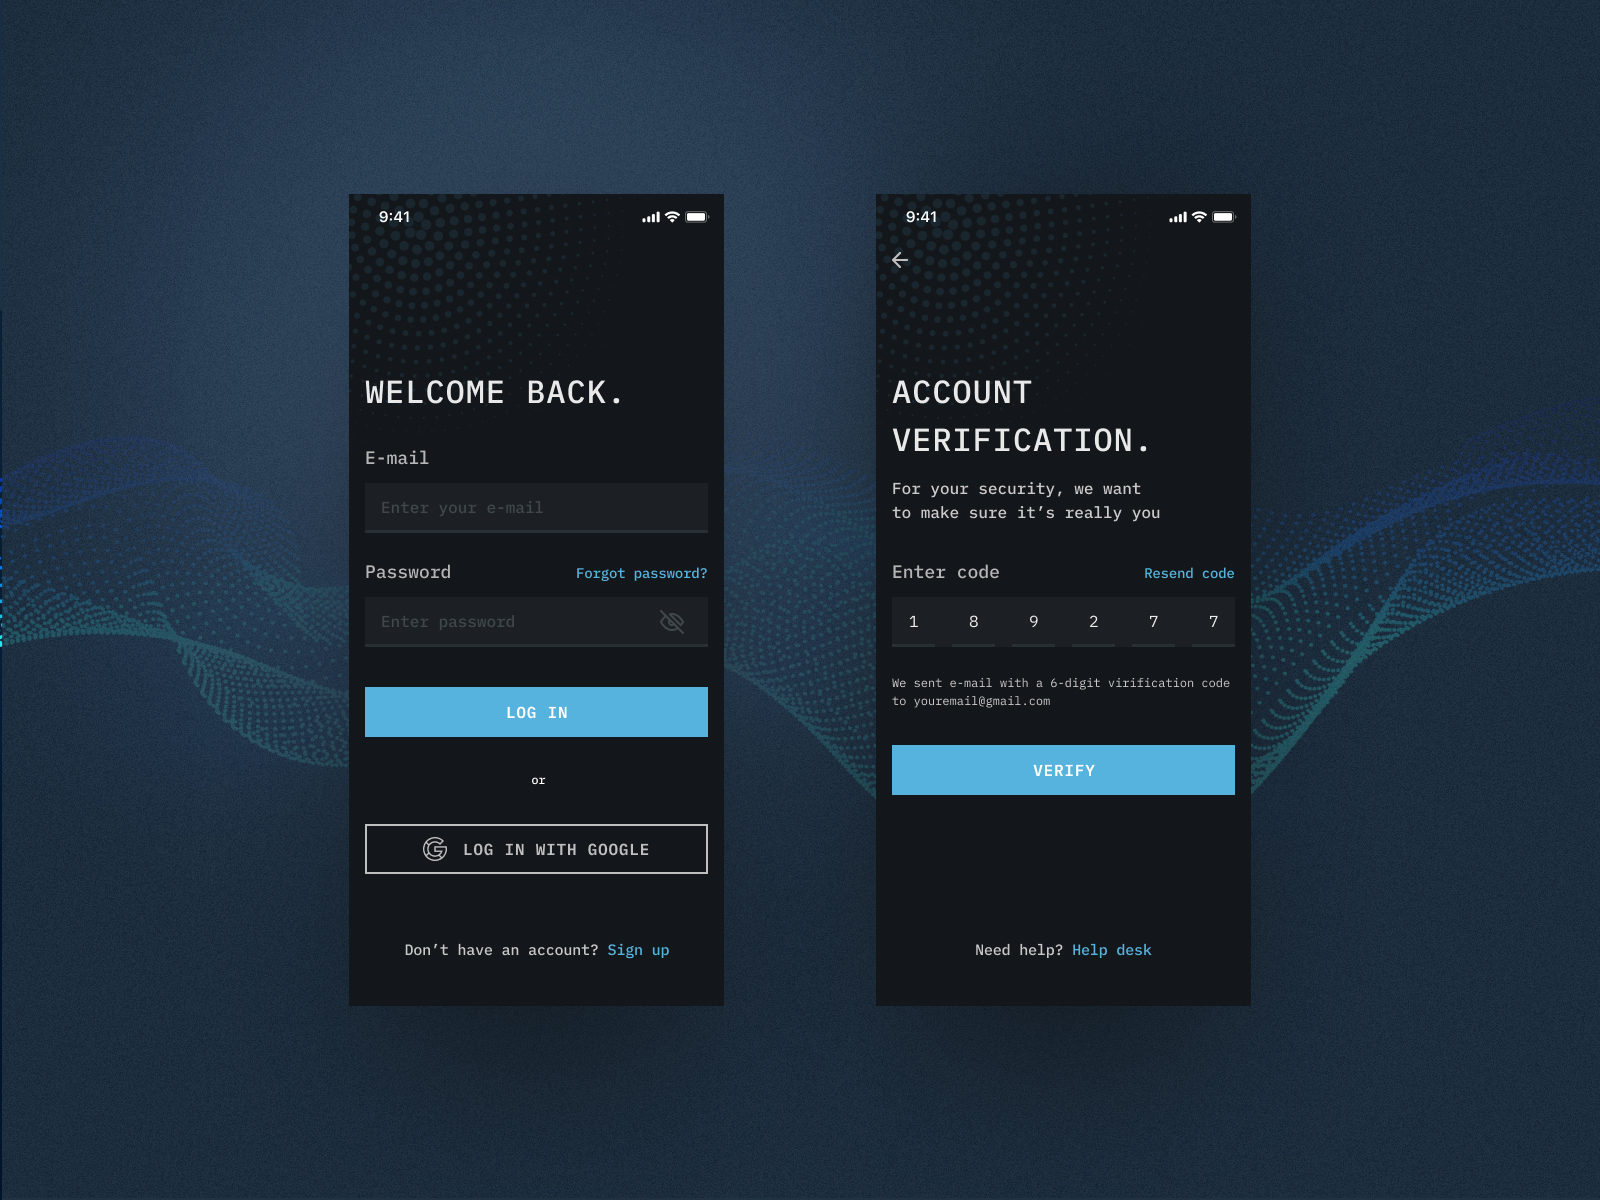 9:41
WELCOME BACK.
E-mail
Enter your e-mail
Password
Forgot password?
Enter password
LOG IN
or
LOG IN WITH GOOGLE
Don’t have an account? Sign up
9:41
ACCOUNT
VERIFICATION.
For your security, we want
to make sure it’s really you
Enter code
Resend code
1 8 9 2 7 7
We sent e-mail with a 6-digit virification code
to youremail@gmail.com
VERIFY
Need help? Help desk